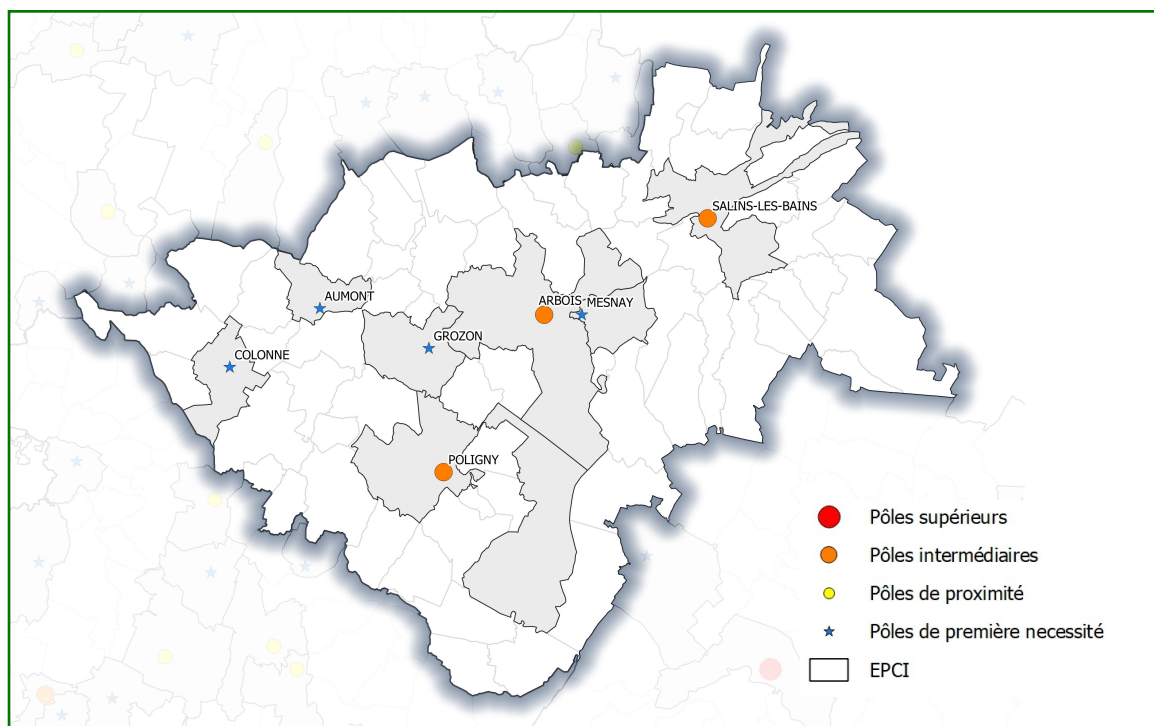 SALINS-LES-BAINS
AUMONT
ARBOIS
MESNAY
GROZON
COLONNE
POLIGNY
Pôles supérieurs
Pôles intermédiaires
Pôles de proximité
Pôles de première necessité
EPCI